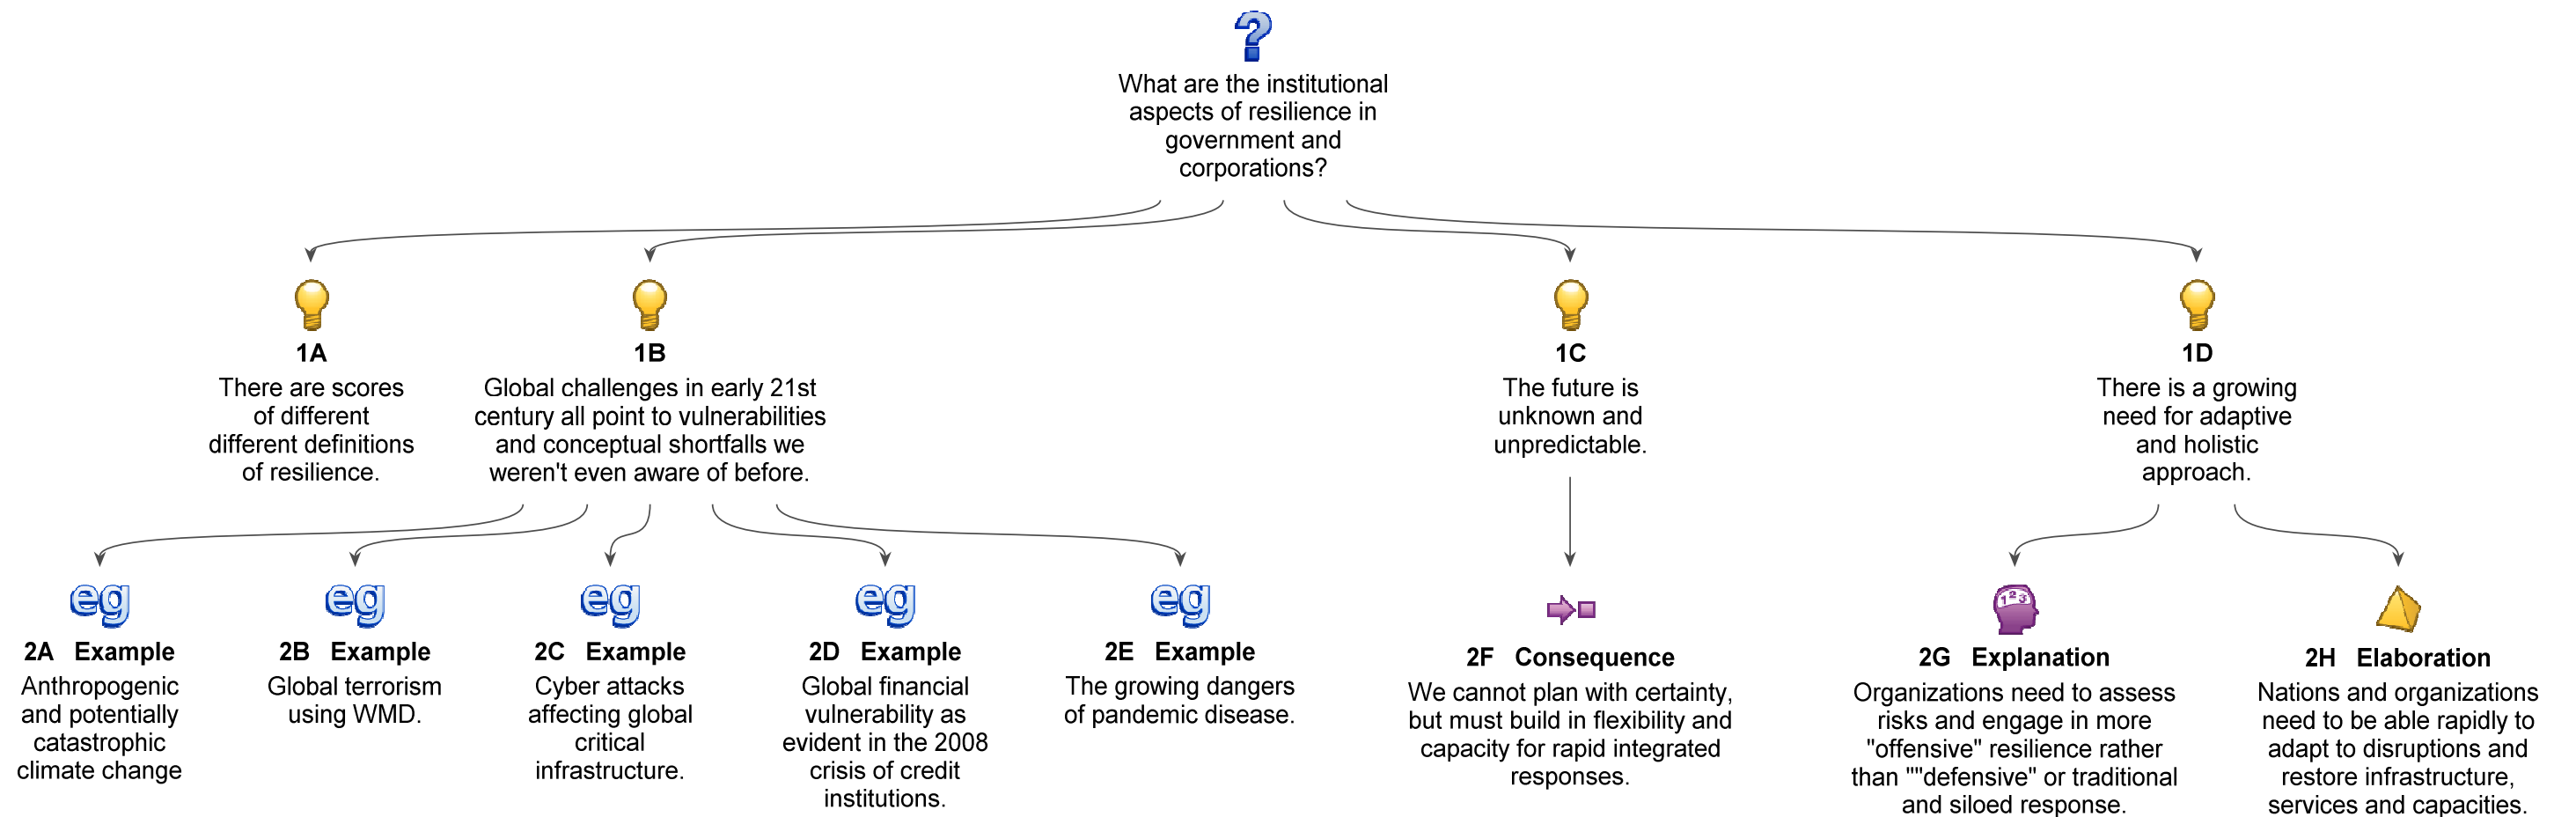 ?
What are the institutional
aspects of resilience in
government and
corporations?
1A
There are scores
of different
different definitions
of resilience.
1B
Global challenges in early 21st
century all point to vulnerabilities
and conceptual shortfalls we
weren't even aware of before.
1C
The future is
unknown and
unpredictable.
1D
There is a growing
need for adaptive
and holistic
approach.
eg
2A Example
Anthropogenic
and potentially
catastrophic
climate change
eg
2B Example
Global terrorism
using WMD.
eg
2C Example
Cyber attacks
affecting global
critical
infrastructure.
eg
2D Example
Global financial
vulnerability as
evident in the 2008
crisis of credit
institutions.
eg
2E Example
The growing dangers
of pandemic disease.
2F Consequence
We cannot plan with certainty,
but must build in flexibility and
capacity for rapid integrated
responses.
123
2G Explanation
Organizations need to assess
risks and engage in more
"offensive" resilience rather
than ""defensive" or traditional
and siloed response.
2H Elaboration
Nations and organizations
need to be able rapidly to
adapt to disruptions and
restore infrastructure,
services and capacities.